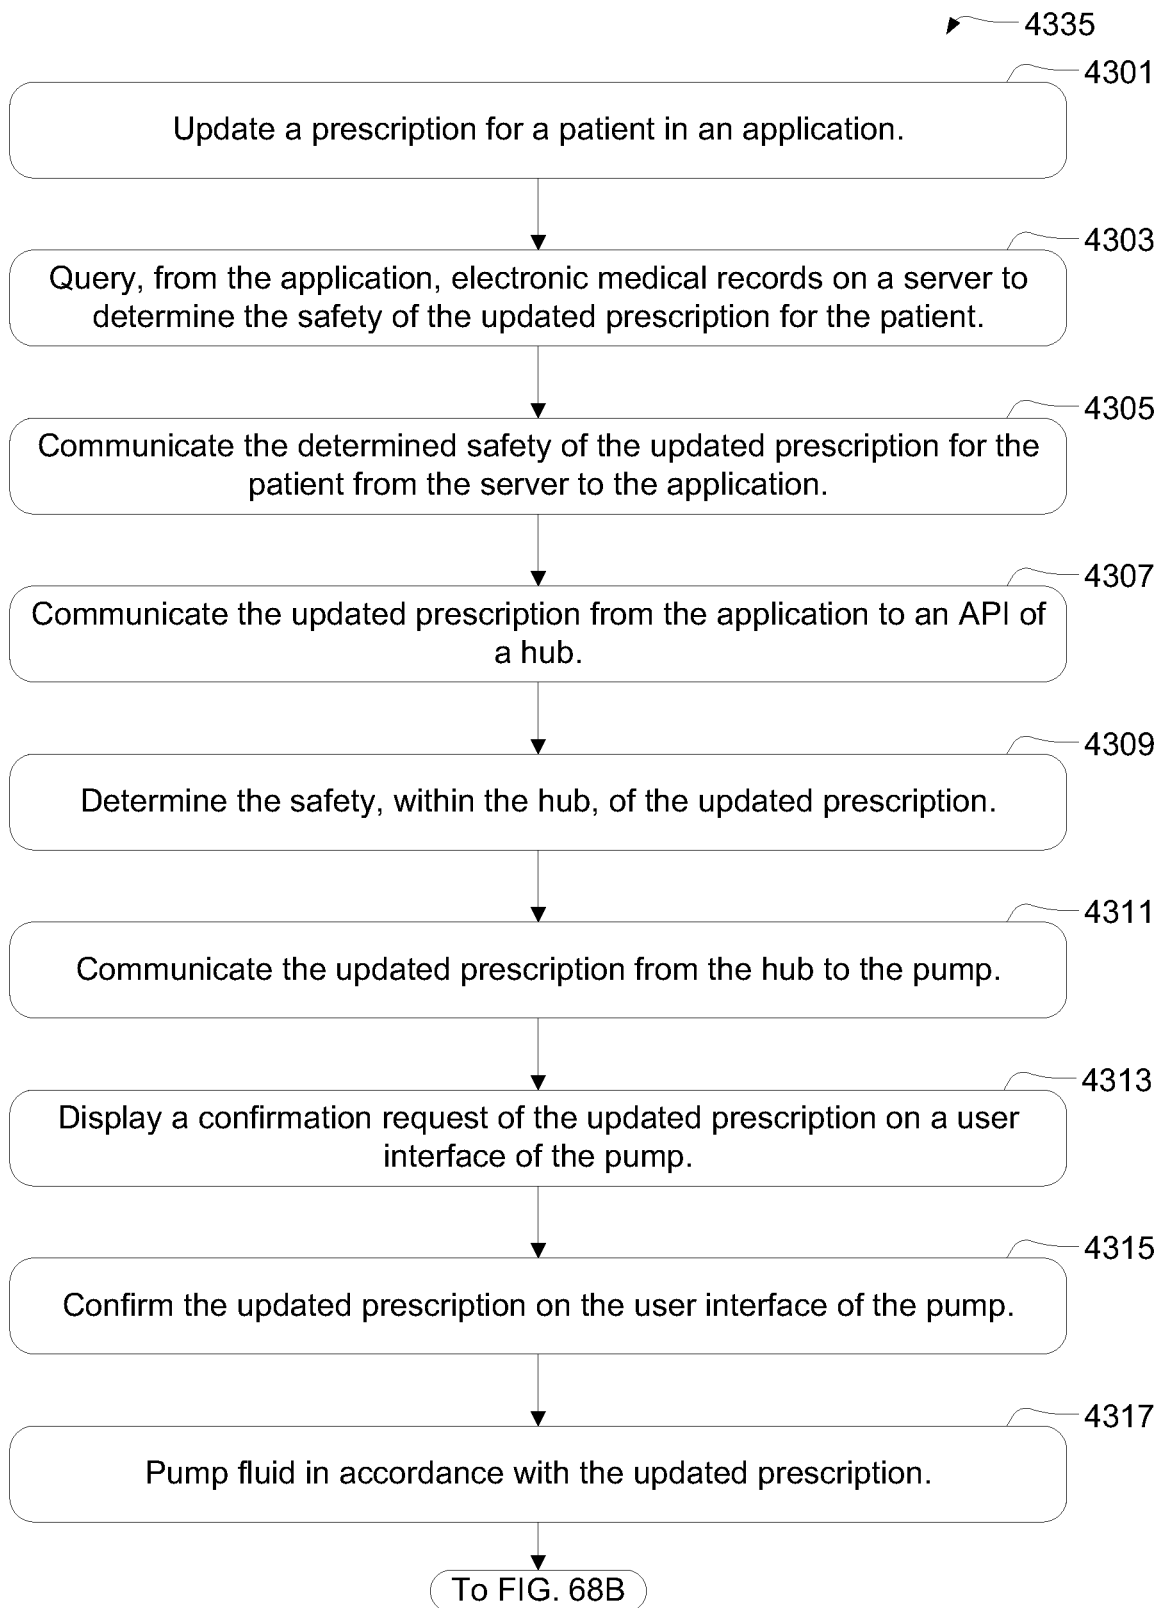 4335
4301
Update a prescription for a patient in an application.
4303
Query, from the application, electronic medical records on a server to
determine the safety of the updated prescription for the patient.
4305
Communicate the determined safety of the updated prescription for the
patient from the server to the application.
4307
Communicate the updated prescription from the application to an API of
a hub.
4309
Determine the safety, within the hub, of the updated prescription.
4311
Communicate the updated prescription from the hub to the pump.
4313
Display a confirmation request of the updated prescription on a user
interface of the pump.
4315
Confirm the updated prescription on the user interface of the pump.
4317
Pump fluid in accordance with the updated prescription.
To FIG. 68B